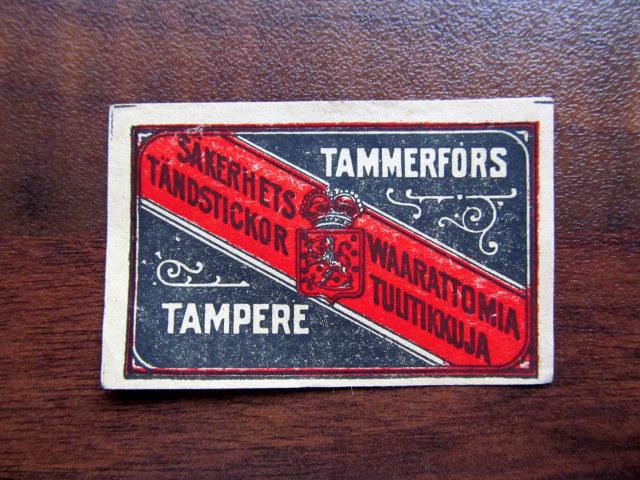 SÄKERHETS
TÄNDSTICKOR
TAMMERFORS
WAARATTOMIA
TULITIKKUJA
TAMPERE